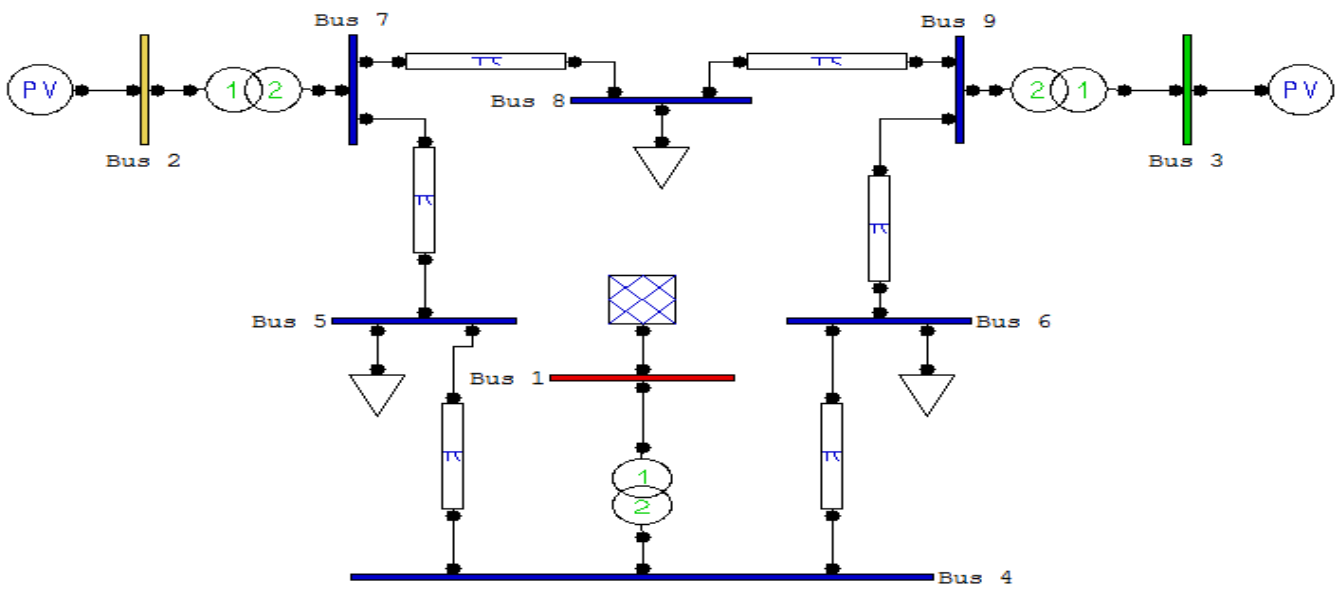 Bus 7
Bus 9
PV
1 2
π
π
2 1
PV
Bus 8
Bus 2
Bus 3
π
π
Bus 5
Bus 6
Bus 1
π
1
2
π
Bus 4